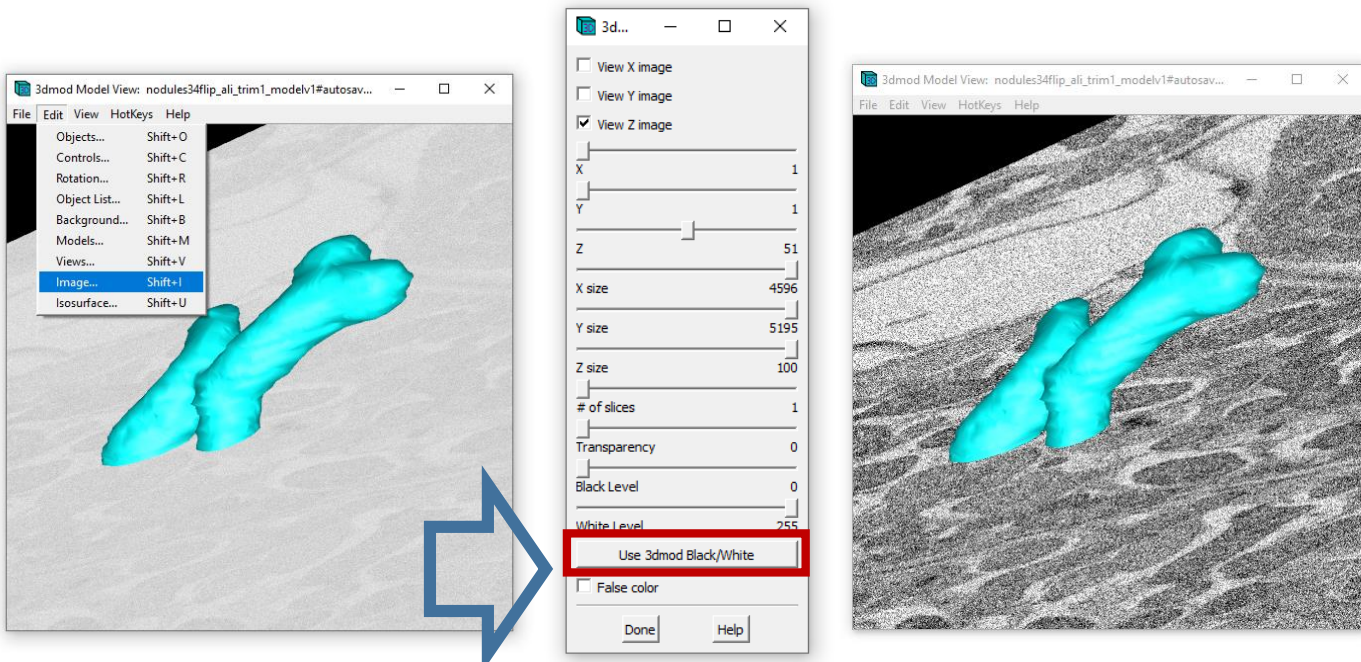 3dmod Model View: nodules34flip_ali_trim1_modelv1#autosav...
File Edit View HotKeys Help
Objects... Shift+O
Controls... Shift+C
Rotation... Shift+R
Object List... Shift+L
Background... Shift+B
Models... Shift+M
Views... Shift+V
Image... Shift+I
Isosurface... Shift+U
3d...
View X image
View Y image
View Z image
X 1
Y 1
Z 51
X size 4596
Y size 5195
Z size 100
# of slices 1
Transparency 0
Black Level 0
White Level 255
Use 3dmod Black/White
False color
Done Help
3dmod Model View: nodules34flip_ali_trim1_modelv1#autosav...
File Edit View HotKeys Help